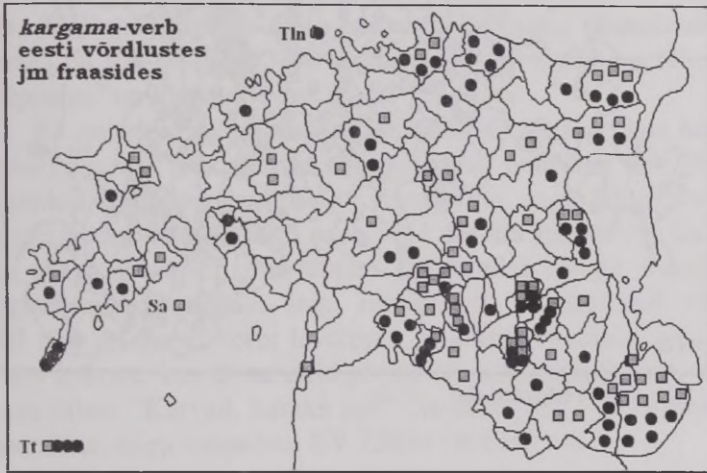 kargama-verb
eesti võrdlustes
jm fraasides
Tln
Sa
Tt